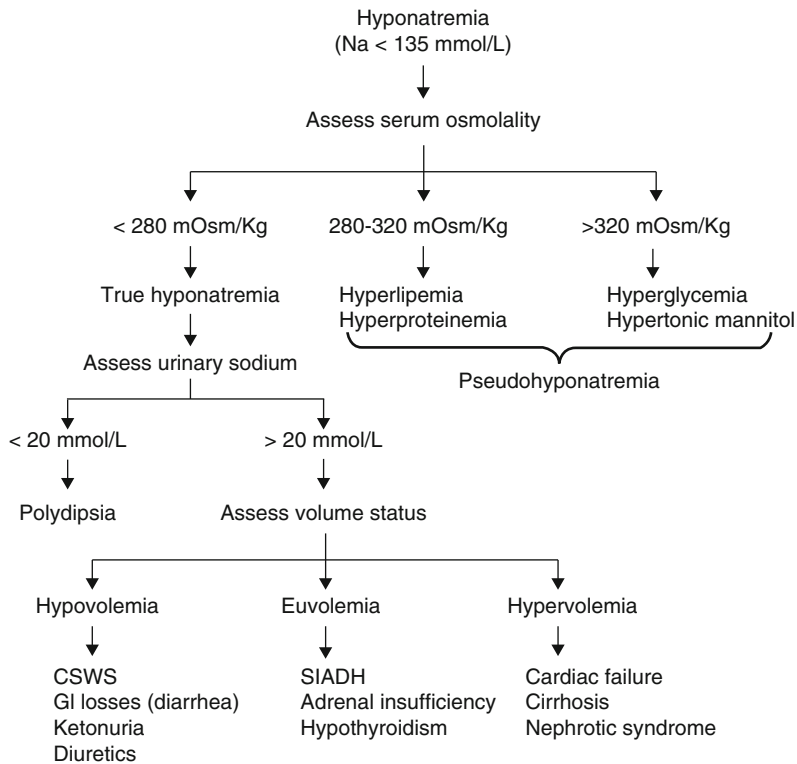 Hyponatremia
(Na < 135 mmol/L)
Assess serum osmolality
< 280 mOsm/Kg
280-320 mOsm/Kg
>320 mOsm/Kg
True hyponatremia
Hyperlipemia
Hyperproteinemia
Hyperglycemia
Hypertonic mannitol
Assess urinary sodium
Pseudohyponatremia
< 20 mmol/L
> 20 mmol/L
Polydipsia
Assess volume status
Hypovolemia
Euvolemia
Hypervolemia
CSWS
GI losses (diarrhea)
Ketonuria
Diuretics
SIADH
Adrenal insufficiency
Hypothyroidism
Cardiac failure
Cirrhosis
Nephrotic syndrome